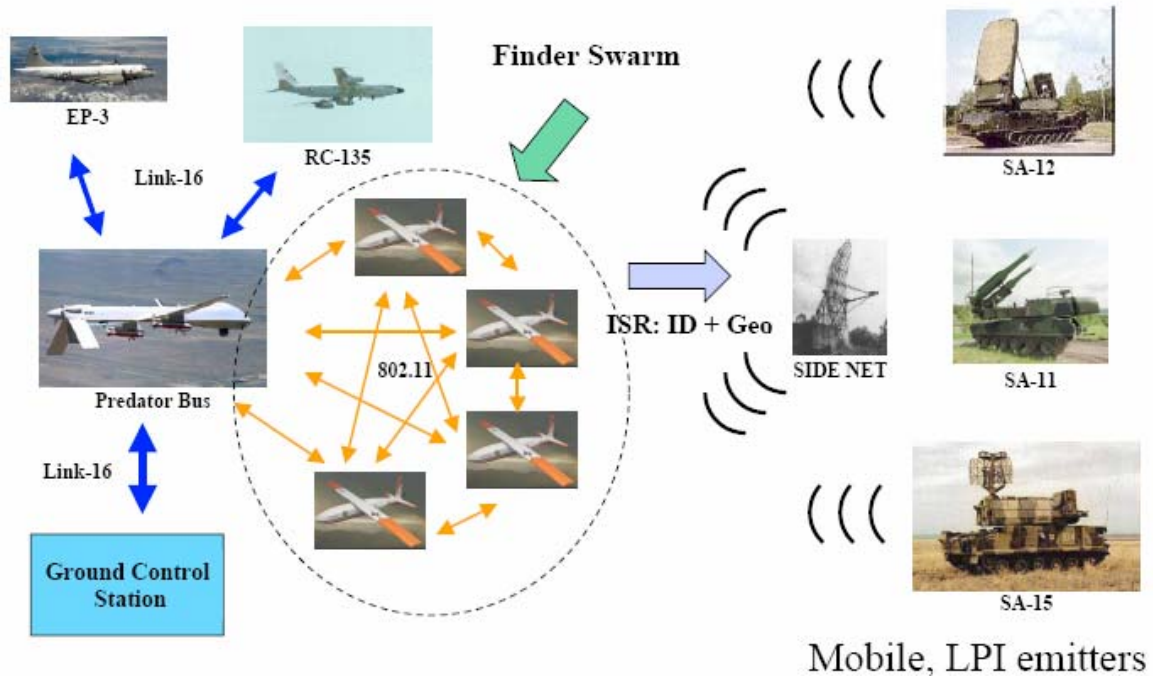 Finder Swarm
EP-3
RC-135
SA-12
Link-16
802.11
ISR: ID + Geo
SIDE NET
SA-11
Predator Bus
Link-16
Ground Control
Station
SA-15
Mobile, LPI emitters